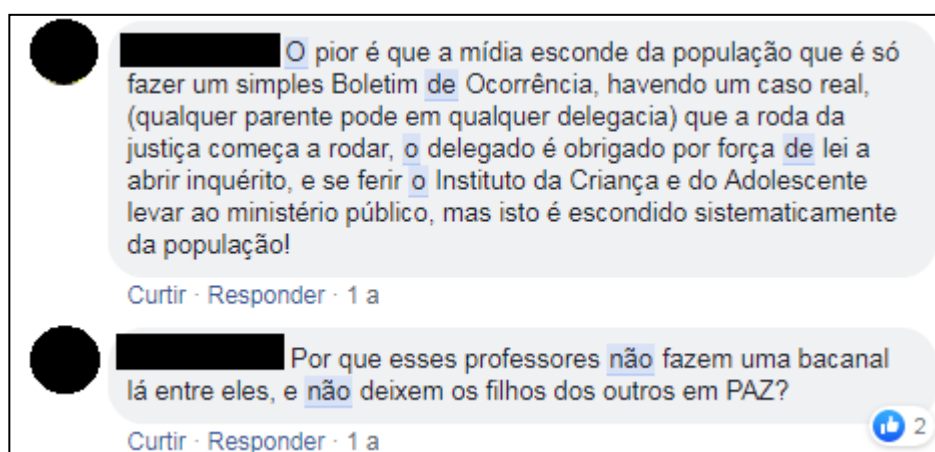 O pior é que a mídia esconde da população que é só
fazer um simples Boletim de Ocorrência, havendo um caso real,
(qualquer parente pode em qualquer delegacia) que a roda da
justiça começa a rodar, o delegado é obrigado por força de lei a
abrir inquérito, e se ferir o Instituto da Criança e do Adolescente
levar ao ministério público, mas isto é escondido sistematicamente
da população!
Curtir · Responder · 1 a
Por que esses professores não fazem uma bacanal
lá entre eles, e não deixem os filhos dos outros em PAZ?
2
Curtir · Responder · 1 a